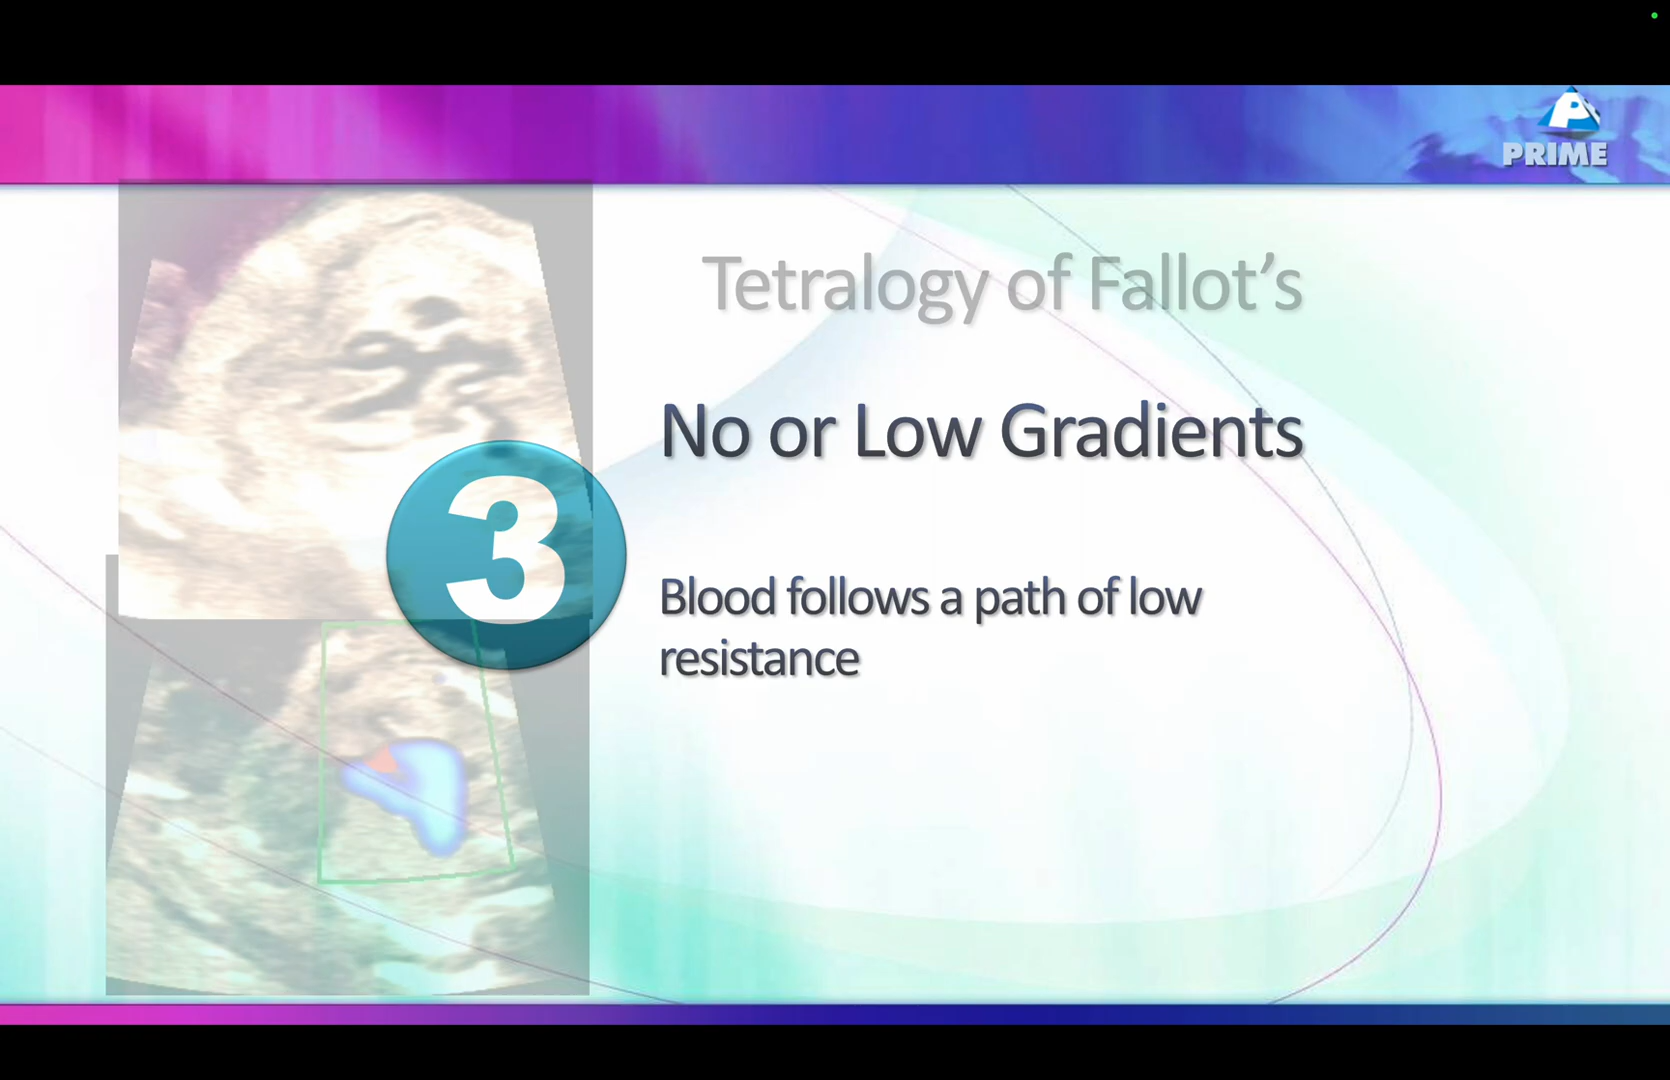 PRIME
Tetralogy of Fallot’s
No or Low Gradients
3
Blood follows a path of low
resistance